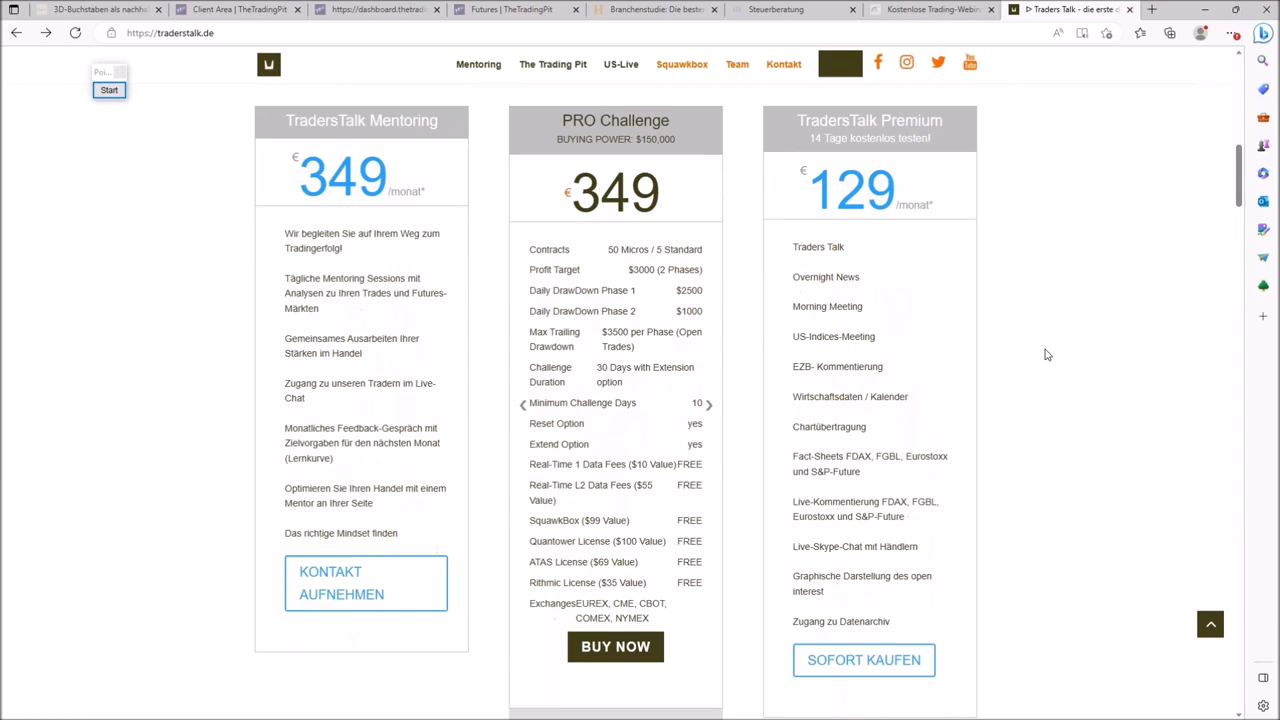 3D-Buchstaben als nachha
Client Area | TheTradingPit
https://dashboard.thetradin
Futures | TheTradingPit
Branchenstudie: Die besten
Steuerberatung
Kostenlose Trading-Webin
ᐅ Traders Talk - die erste d
https://traderstalk.de
Poi...
Start
Mentoring
The Trading Pit
US-Live
Squawkbox
Team
Kontakt
TradersTalk Mentoring
€
349
/monat*
Wir begleiten Sie auf Ihrem Weg zum
Tradingerfolg!
Tägliche Mentoring Sessions mit
Analysen zu Ihren Trades und Futures-
Märkten
Gemeinsames Ausarbeiten Ihrer
Stärken im Handel
Zugang zu unseren Tradern im Live-
Chat
Monatliches Feedback-Gespräch mit
Zielvorgaben für den nächsten Monat
(Lernkurve)
Optimieren Sie Ihren Handel mit einem
Mentor an Ihrer Seite
Das richtige Mindset finden
KONTAKT
AUFNEHMEN
PRO Challenge
BUYING POWER: $150,000
€349
Contracts 50 Micros / 5 Standard
Profit Target $3000 (2 Phases)
Daily DrawDown Phase 1 $2500
Daily DrawDown Phase 2 $1000
Max Trailing $3500 per Phase (Open
Drawdown Trades)
Challenge 30 Days with Extension
Duration option
Minimum Challenge Days 10
Reset Option yes
Extend Option yes
Real-Time 1 Data Fees ($10 Value)FREE
Real-Time L2 Data Fees ($55 FREE
Value)
SquawkBox ($99 Value) FREE
Quantower License ($100 Value) FREE
ATAS License ($69 Value) FREE
Rithmic License ($35 Value) FREE
ExchangesEUREX, CME, CBOT,
COMEX, NYMEX
BUY NOW
TradersTalk Premium
14 Tage kostenlos testen!
€
129
/monat*
Traders Talk
Overnight News
Morning Meeting
US-Indices-Meeting
EZB- Kommentierung
Wirtschaftsdaten / Kalender
Chartübertragung
Fact-Sheets FDAX, FGBL, Eurostoxx
und S&P-Future
Live-Kommentierung FDAX, FGBL,
Eurostoxx und S&P-Future
Live-Skype-Chat mit Händlern
Graphische Darstellung des open
interest
Zugang zu Datenarchiv
SOFORT KAUFEN